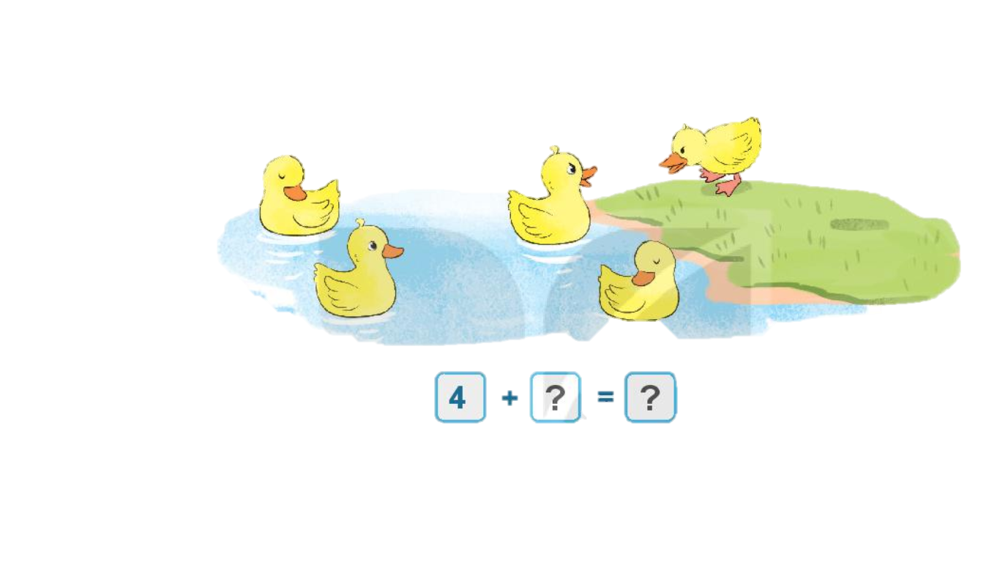 4 + ? = ?